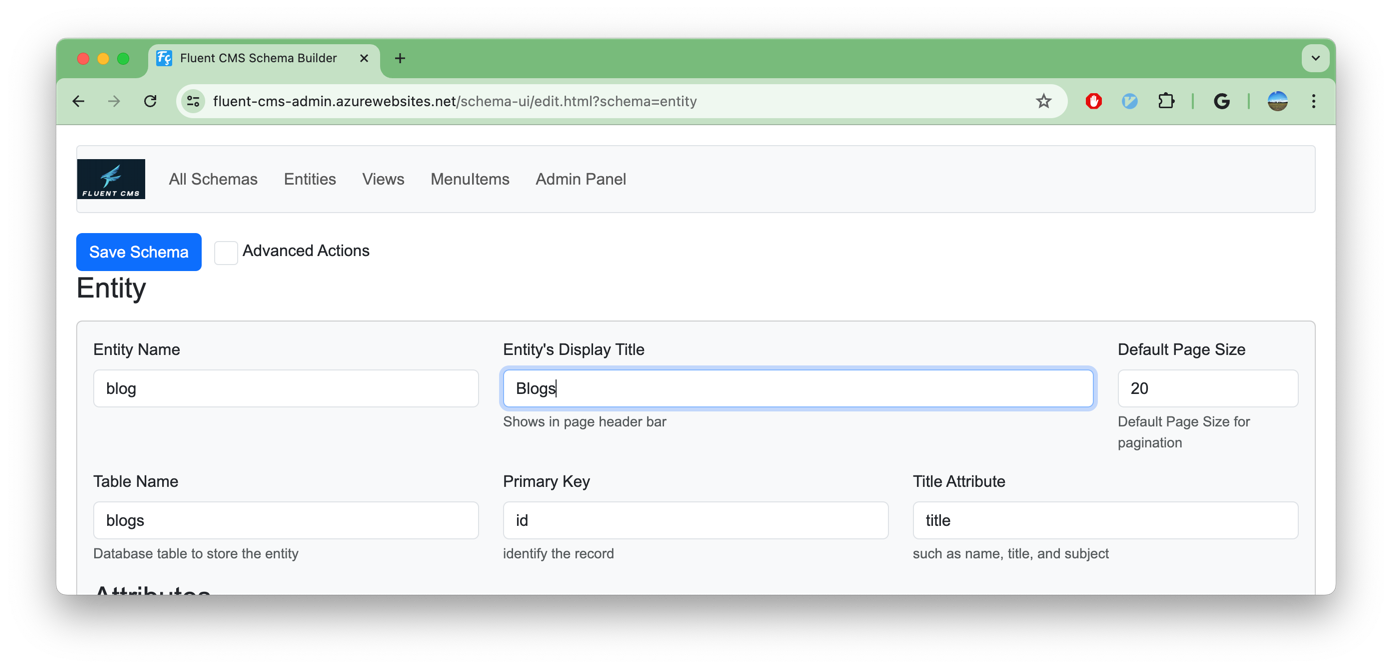 Fluent CMS Schema Builder
fluent-cms-admin.azurewebsites.net/schema-ui/edit.html?schema=entity
FLUENT CMS
All Schemas Entities Views MenuItems Admin Panel
Save Schema Advanced Actions
Entity
Entity Name Entity's Display Title Default Page Size
blog Blogs 20
Shows in page header bar Default Page Size for
pagination
Table Name Primary Key Title Attribute
blogs id title
Database table to store the entity identify the record such as name, title, and subject
Attributes